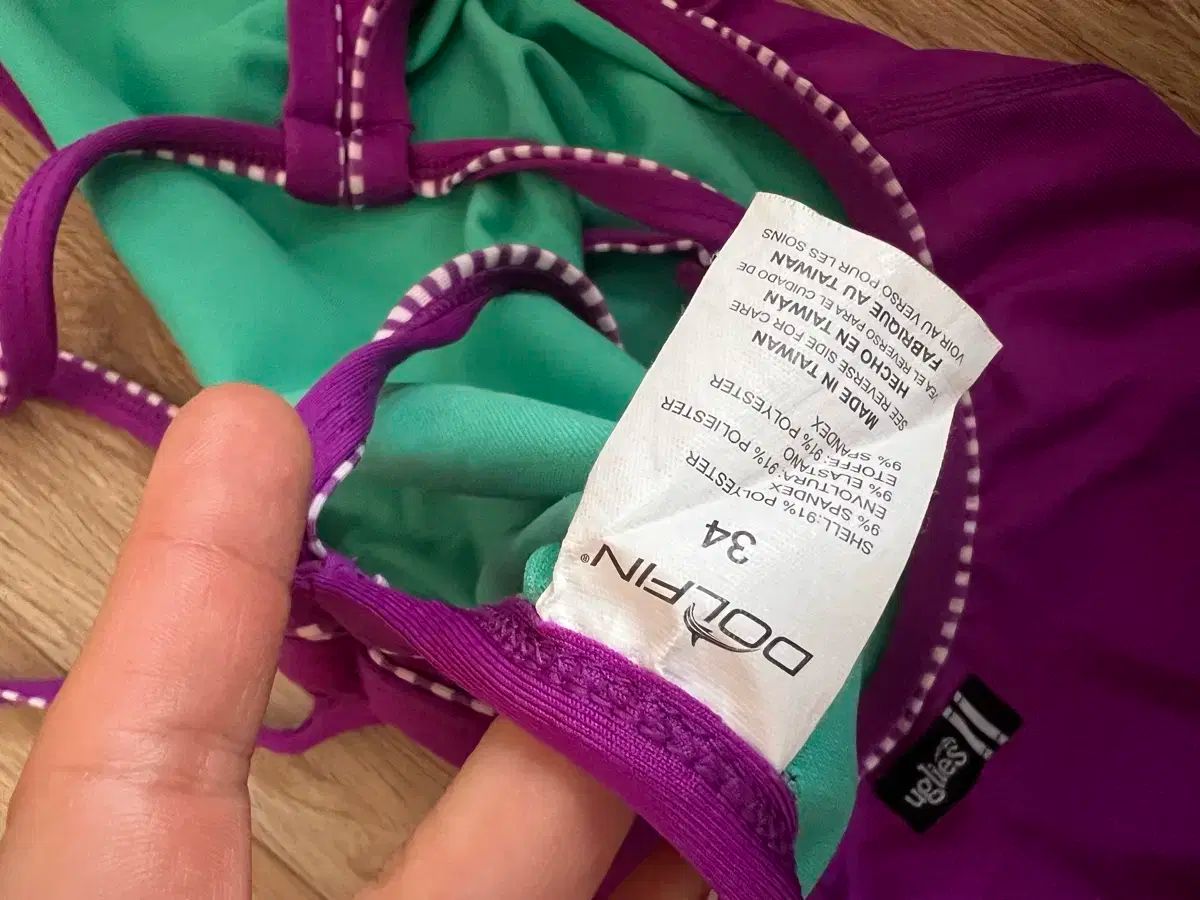 DOLFIN®
34
SHELL:91% POLYESTER
9% SPANDEX
ENVOLTURA: 91% POLIESTER
9% ELASTANO
ETOFFE: 91% POLYESTER
9% SPANDEX
MADE IN TAIWAN
SEE REVERSE SIDE FOR CARE
HECHO EN TAIWAN
VEA EL REVERSO PARA EL CUIDADO DE
FABRIQUE AU TAIWAN
VOIR AU VERSO POUR LES SOINS
uglies